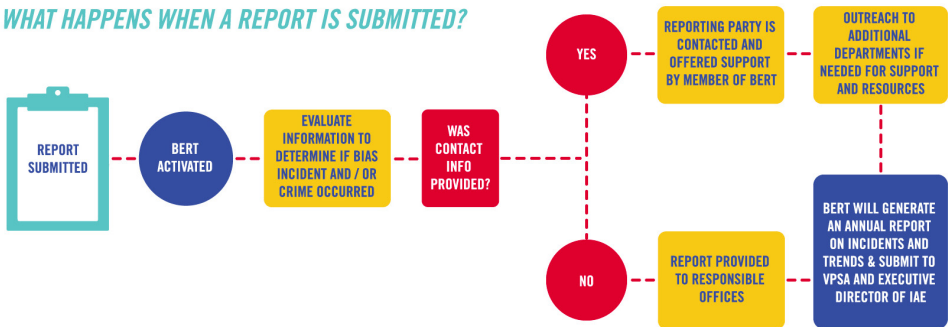 WHAT HAPPENS WHEN A REPORT IS SUBMITTED?
REPORT
SUBMITTED
BERT
ACTIVATED
EVALUATE
INFORMATION TO
DETERMINE IF BIAS
INCIDENT AND / OR
CRIME OCCURRED
WAS
CONTACT
INFO
PROVIDED?
YES
REPORTING PARTY IS
CONTACTED AND
OFFERED SUPPORT
BY MEMBER OF BERT
OUTREACH TO
ADDITIONAL
DEPARTMENTS IF
NEEDED FOR SUPPORT
AND RESOURCES
NO
REPORT PROVIDED
TO RESPONSIBLE
OFFICES
BERT WILL GENERATE
AN ANNUAL REPORT
ON INCIDENTS AND
TRENDS & SUBMIT TO
VPSA AND EXECUTIVE
DIRECTOR OF IAE